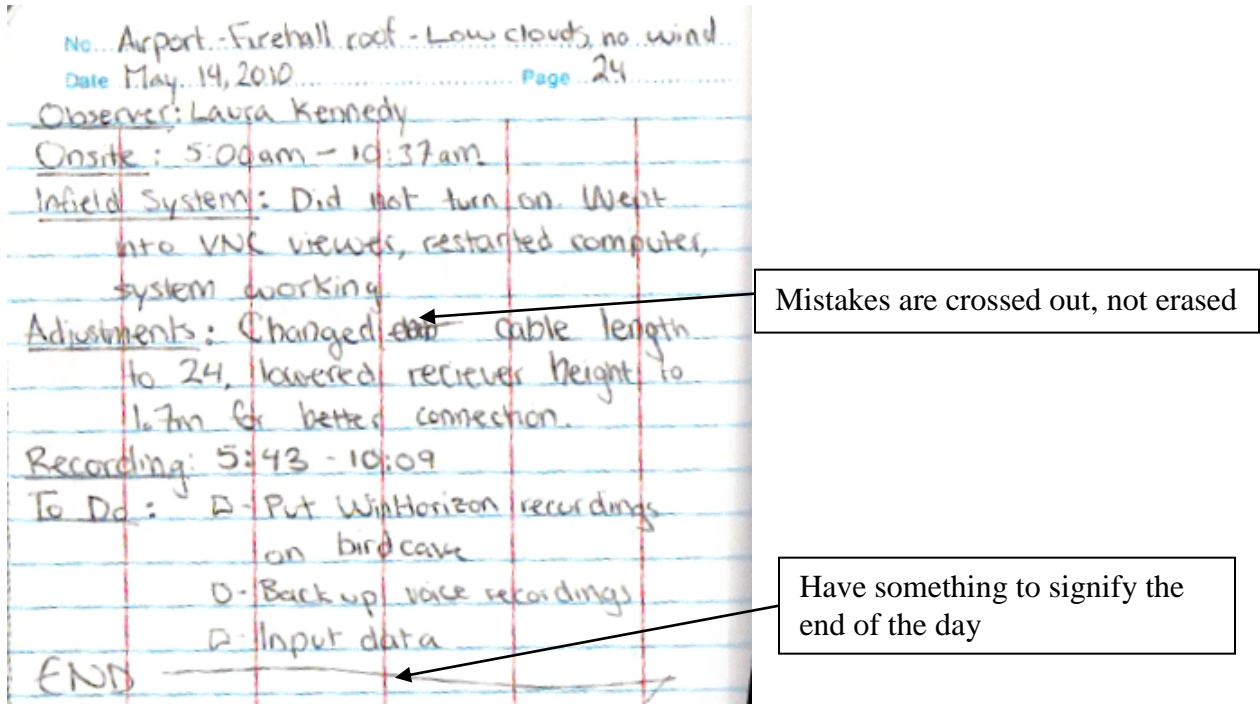 No. Airport - Firehall roof - Low clouds, no wind
Date May 14, 2010 Page 24
Observer: Laura Kennedy
Onsite: 5:00am - 10:37am
Infield System: Did not turn on. Went
into VNC viewer, restarted computer,
system working
Adjustments: Changed cable length
to 24, lowered reciever height to
1.7m for better connection.
Recording: 5:43 - 10:09
To Do: - Put WinHorizon recordings
on birdcave
- Back up voice recordings
- Input data
END
Mistakes are crossed out, not erased
Have something to signify the
end of the day